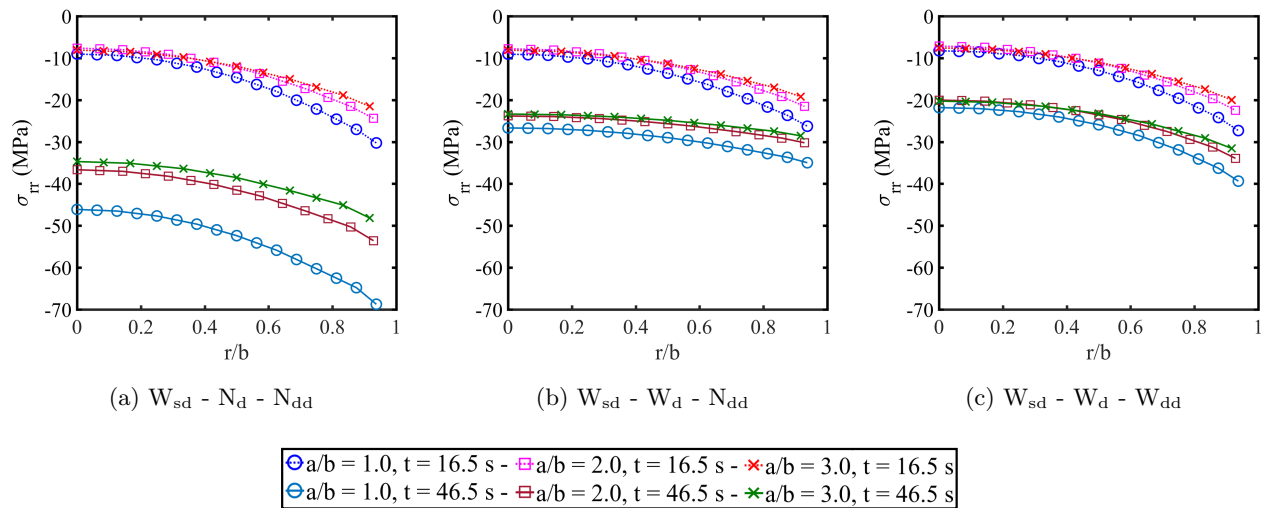 0
-10
-20
-30
-40
-50
-60
-70
σrr (MPa)
0 0.2 0.4 0.6 0.8 1
r/b
(a) Wsd - Nd - Ndd
0
-10
-20
-30
-40
-50
-60
-70
σrr (MPa)
0 0.2 0.4 0.6 0.8 1
r/b
(b) Wsd - Wd - Ndd
0
-10
-20
-30
-40
-50
-60
-70
σrr (MPa)
0 0.2 0.4 0.6 0.8 1
r/b
(c) Wsd - Wd - Wdd
a/b = 1.0, t = 16.5 s - a/b = 2.0, t = 16.5 s - a/b = 3.0, t = 16.5 s
a/b = 1.0, t = 46.5 s - a/b = 2.0, t = 46.5 s - a/b = 3.0, t = 46.5 s